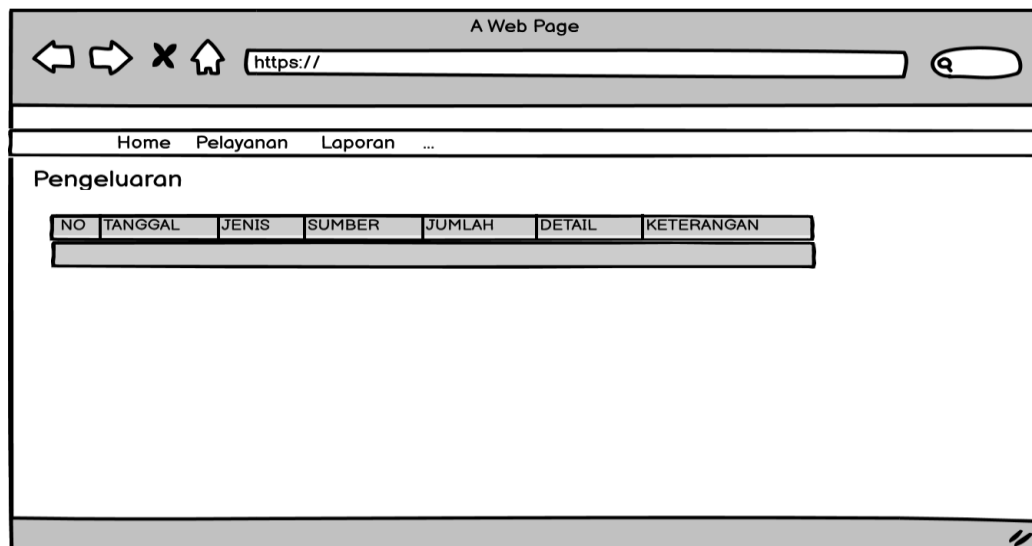 A Web Page
https://
Home Pelayanan Laporan ...
Pengeluaran
NO TANGGAL JENIS SUMBER JUMLAH DETAIL KETERANGAN